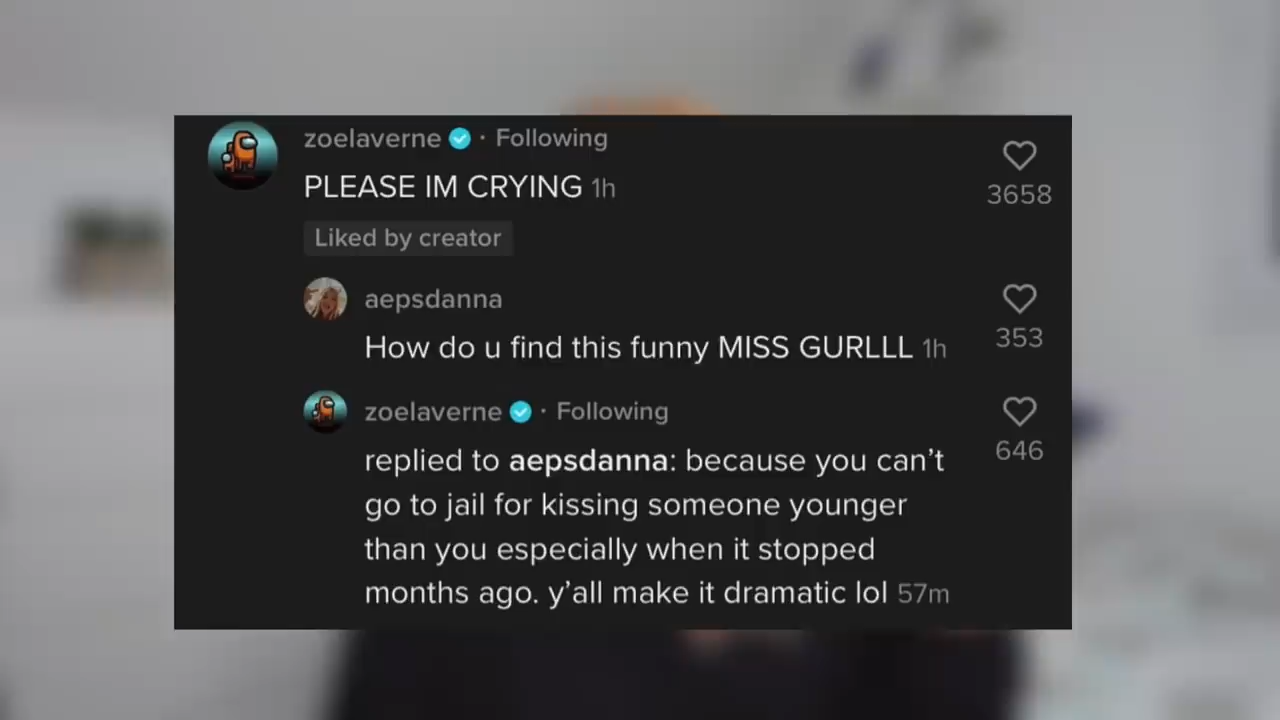 zoelaverne · Following
PLEASE IM CRYING 1h
3658
Liked by creator
aepsdanna
How do u find this funny MISS GURLLL 1h
353
zoelaverne · Following
replied to aepsdanna: because you can’t
go to jail for kissing someone younger
than you especially when it stopped
months ago. y’all make it dramatic lol 57m
646